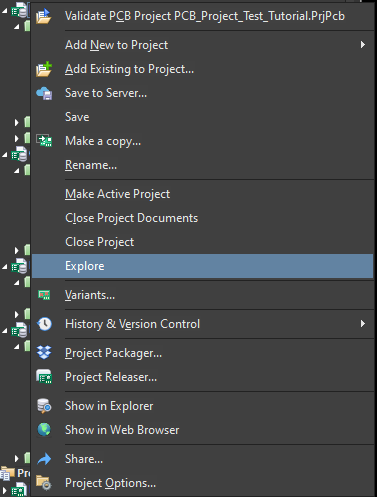 Validate PCB Project PCB_Project_Test_Tutorial.PrjPcb
Add New to Project
Add Existing to Project...
Save to Server...
Save
Make a copy...
Rename...
Make Active Project
Close Project Documents
Close Project
Explore
Variants...
History & Version Control
Project Packager...
Project Releaser...
Show in Explorer
Show in Web Browser
Share...
Project Options...